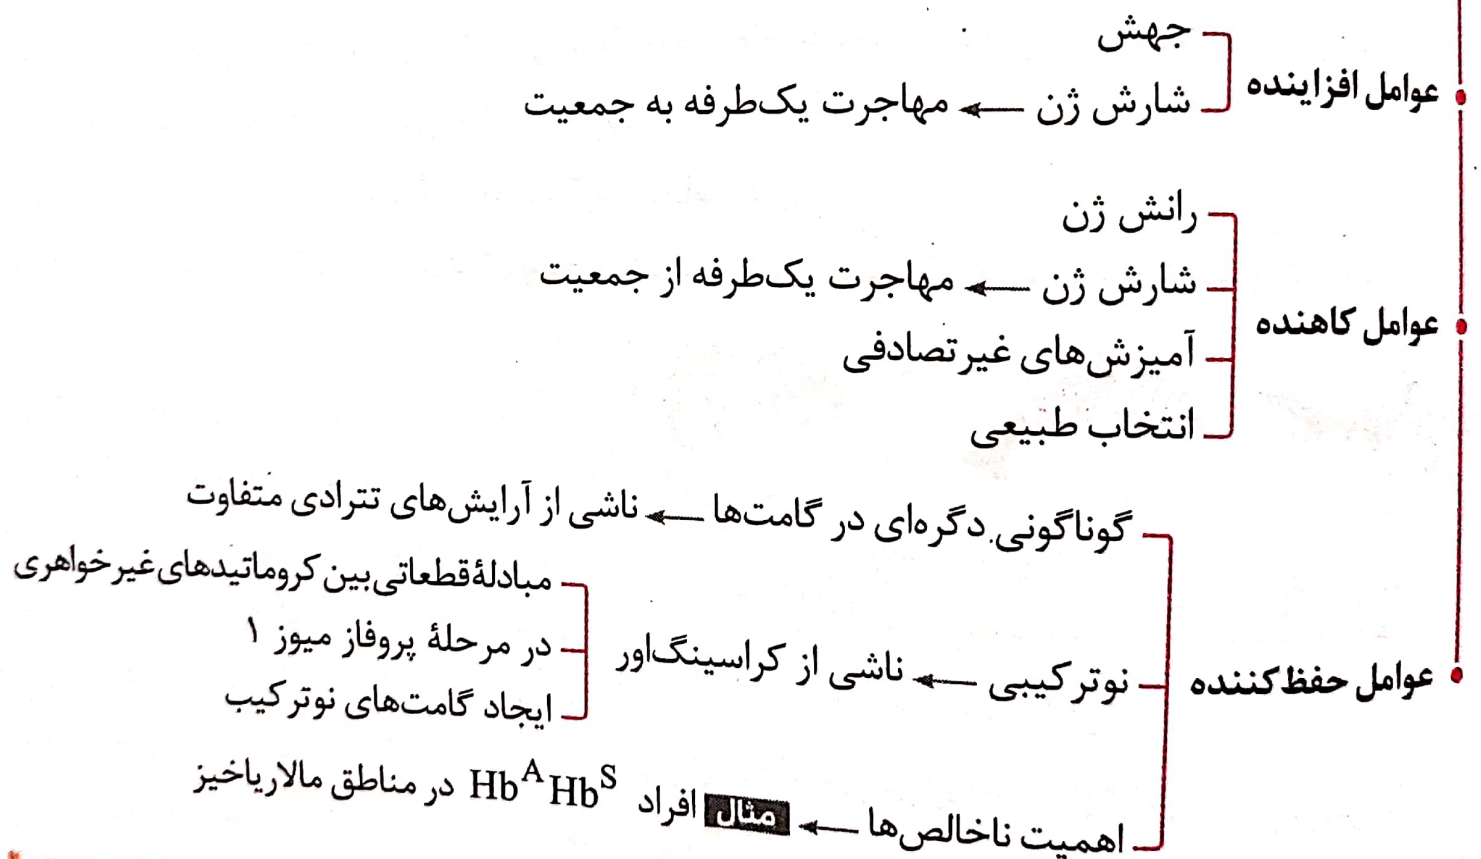 عوامل افزاینده
جهش
شارش ژن ← مهاجرت یک‌طرفه به جمعیت
عوامل کاهنده
رانش ژن
شارش ژن ← مهاجرت یک‌طرفه از جمعیت
آمیزش‌های غیرتصادفی
انتخاب طبیعی
عوامل حفظ‌کننده
گوناگونی دگره‌ای در گامت‌ها ← ناشی از آرایش‌های تترادی متفاوت
نوترکیبی ← ناشی از کراسینگ‌اور
مبادلهٔ قطعاتی بین کروماتیدهای غیرخواهری
در مرحلهٔ پروفاز میوز ۱
ایجاد گامت‌های نوترکیب
اهمیت ناخالص‌ها ← مثال افراد Hb^A Hb^S در مناطق مالاریاخیز